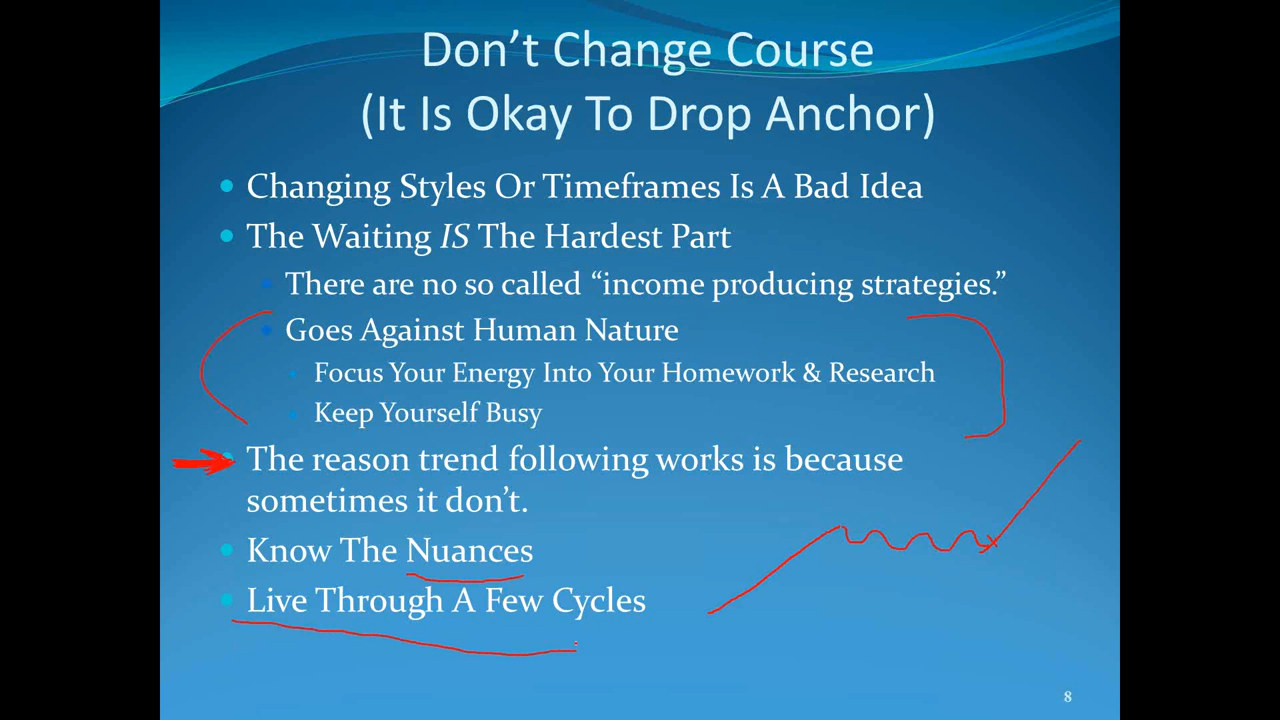 Don’t Change Course
(It Is Okay To Drop Anchor)
Changing Styles Or Timeframes Is A Bad Idea
The Waiting IS The Hardest Part
There are no so called “income producing strategies.”
Goes Against Human Nature
Focus Your Energy Into Your Homework & Research
Keep Yourself Busy
The reason trend following works is because
sometimes it don’t.
Know The Nuances
Live Through A Few Cycles
8